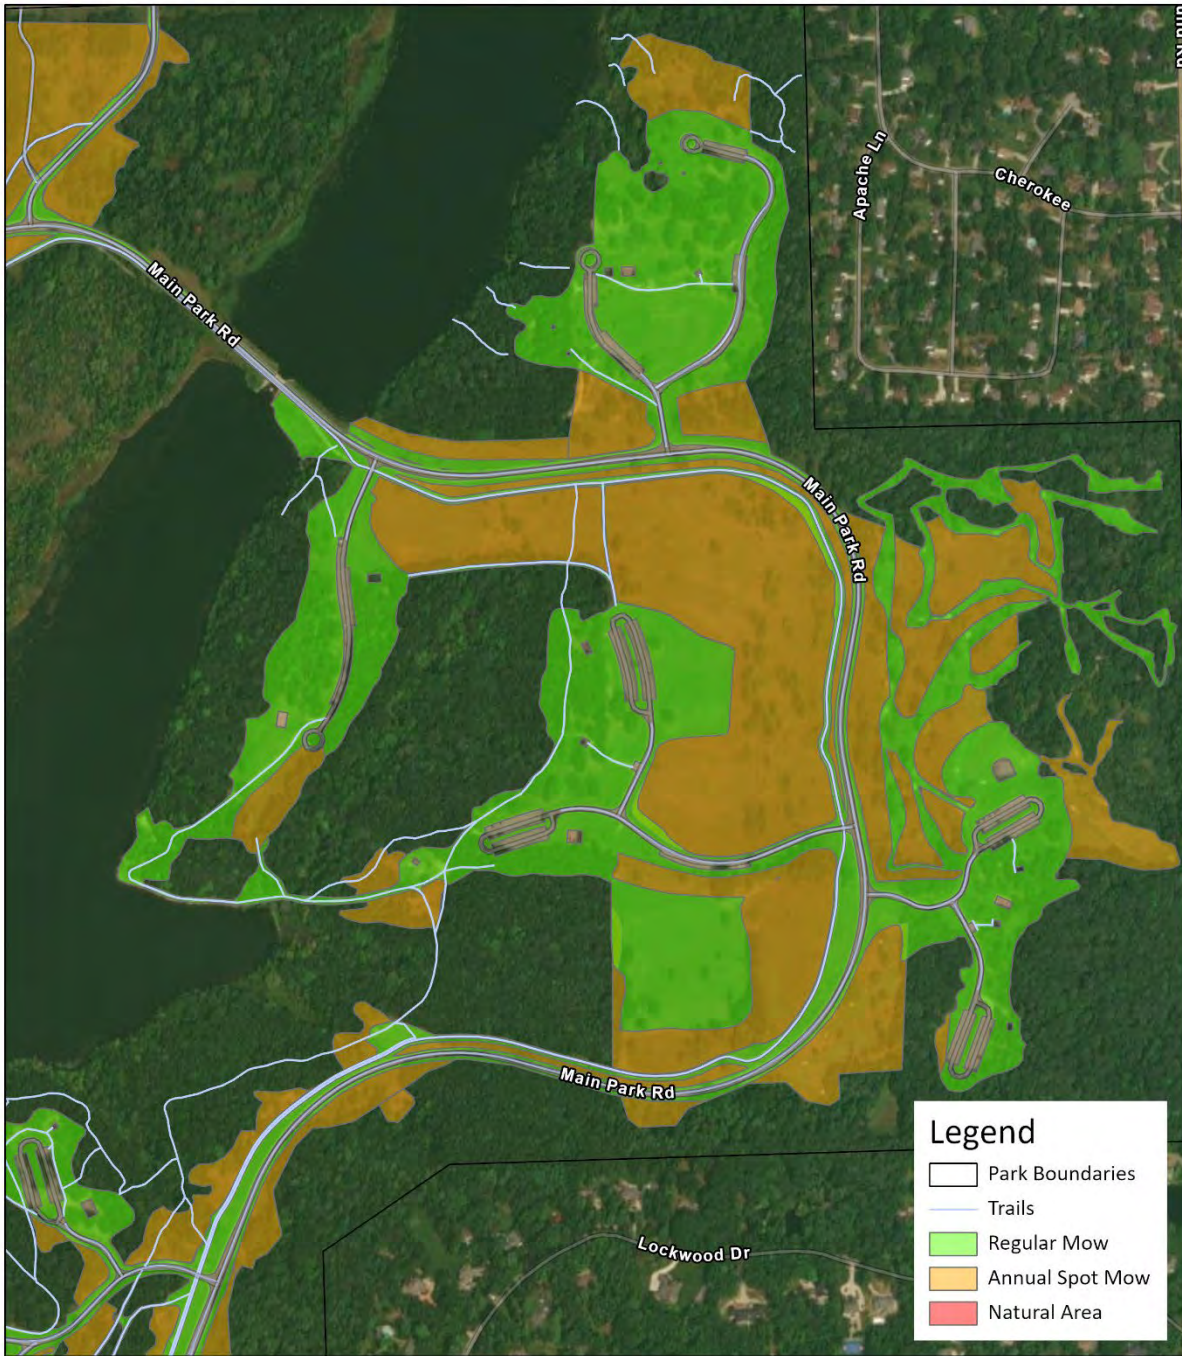 Apache Ln
Cherokee
Main Park Rd
Main Park Rd
Main Park Rd
Lockwood Dr
Legend
Park Boundaries
Trails
Regular Mow
Annual Spot Mow
Natural Area